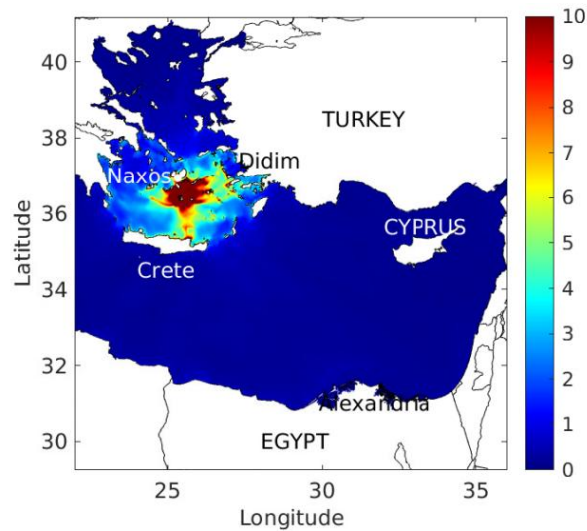 40
38
36
34
32
30
Latitude
25
30
35
Longitude
TURKEY
Didim
Naxos
CYPRUS
Crete
Alexandria
EGYPT
10
9
8
7
6
5
4
3
2
1
0